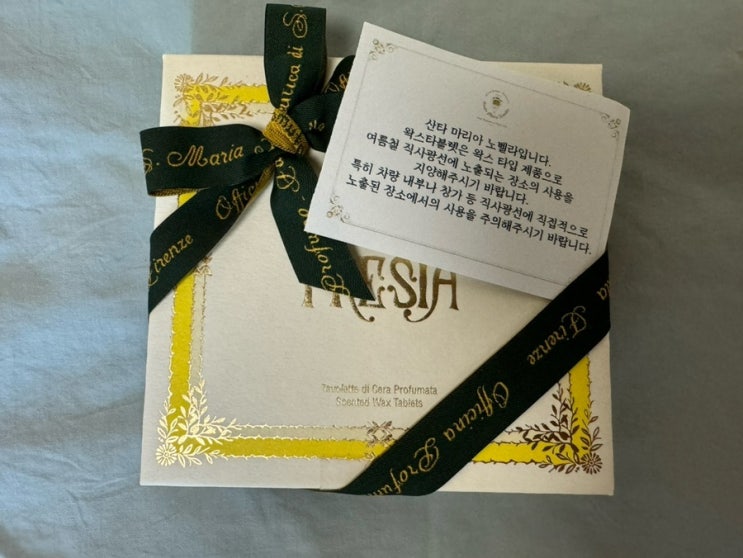 산타 마리아 노벨라입니다.
왁스타블렛은 왁스 타입 제품으로
여름철 직사광선에 노출되는 장소의 사용을
지양해주시기 바랍니다.
특히 차량 내부나 창가 등 직사광선에 직접적으로
노출된 장소에서의 사용을 주의해주시기 바랍니다.
S. Maria
Firenze
Officina Profum
Firenze
FRESIA
Tavolette di Cera Profumata
Scented Wax Tablets